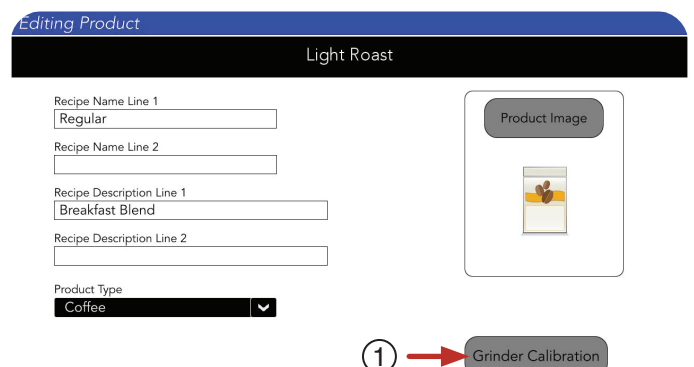 Editing Product
Light Roast
Recipe Name Line 1
Regular
Recipe Name Line 2
Recipe Description Line 1
Breakfast Blend
Recipe Description Line 2
Product Type
Coffee
Product Image
1
Grinder Calibration